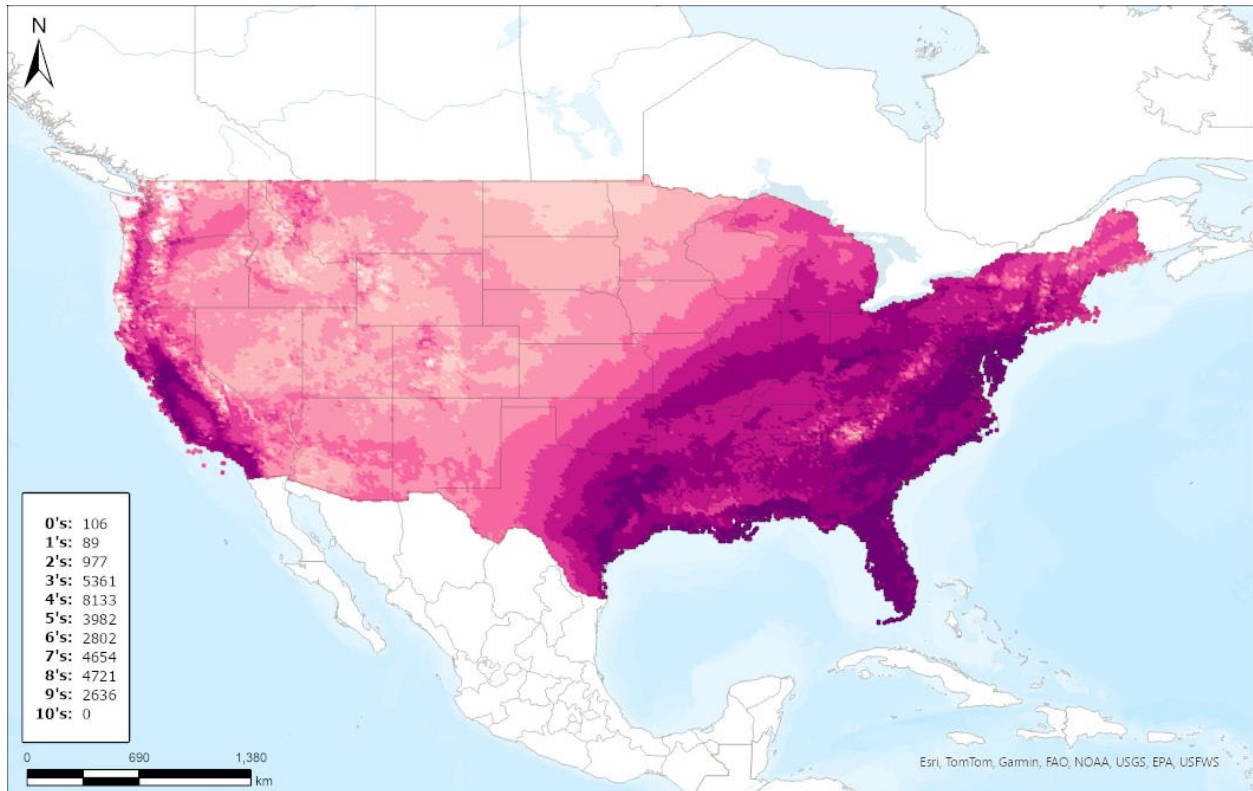 N
0's: 106
1's: 89
2's: 977
3's: 5361
4's: 8133
5's: 3982
6's: 2802
7's: 4654
8's: 4721
9's: 2636
10's: 0
0 690 1,380
km
Esri, TomTom, Garmin, FAO, NOAA, USGS, EPA, USFWS